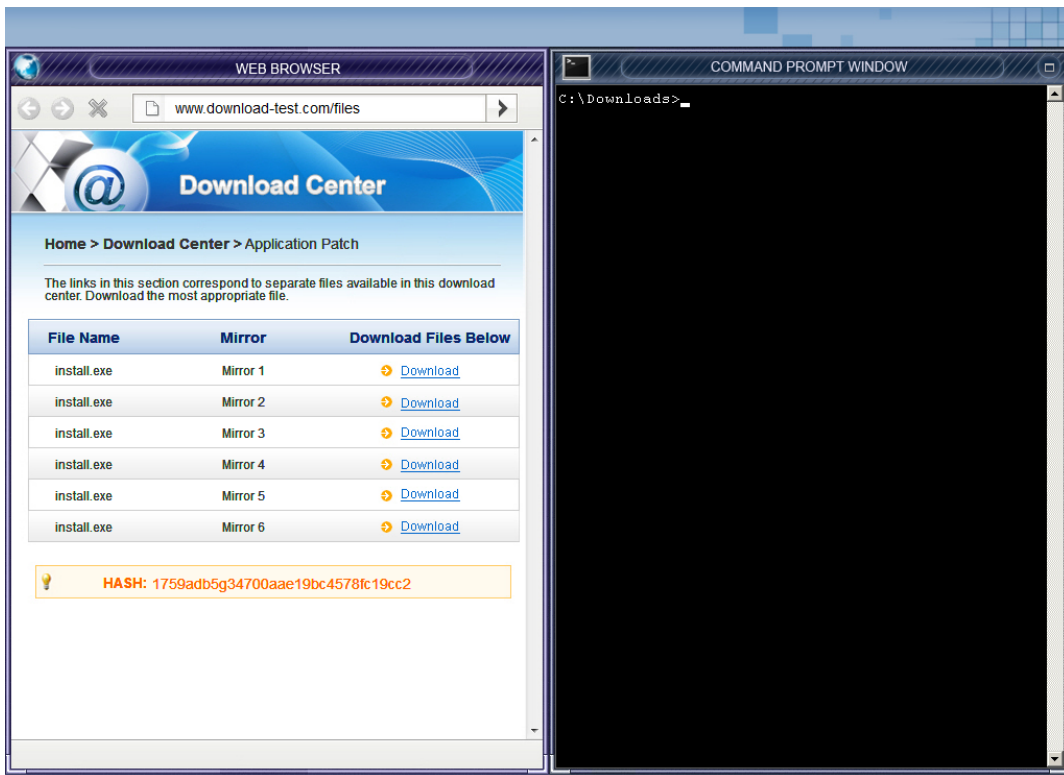 WEB BROWSER
www.download-test.com/files
Download Center
Home > Download Center > Application Patch
The links in this section correspond to separate files available in this download
center. Download the most appropriate file.
File Name Mirror Download Files Below
install.exe Mirror 1 Download
install.exe Mirror 2 Download
install.exe Mirror 3 Download
install.exe Mirror 4 Download
install.exe Mirror 5 Download
install.exe Mirror 6 Download
HASH: 1759adb5g34700aae19bc4578fc19cc2
COMMAND PROMPT WINDOW
C:\Downloads>_